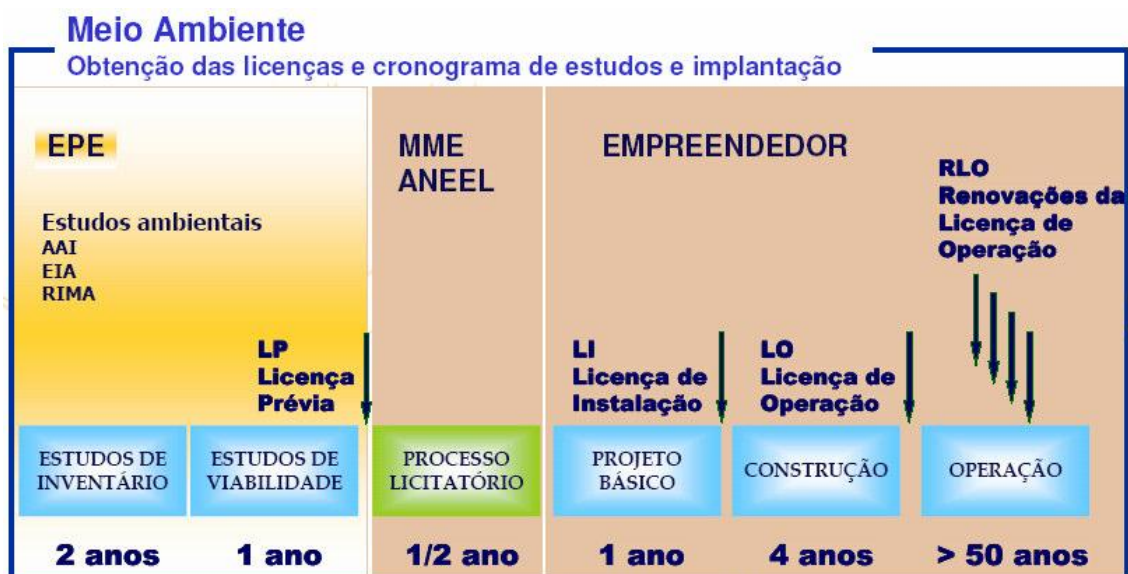 Meio Ambiente
Obtenção das licenças e cronograma de estudos e implantação
EPE
Estudos ambientais
AAI
EIA
RIMA
LP
Licença
Prévia
MME
ANEEL
EMPREENDEDOR
RLO
Renovações da
Licença de
Operação
LI
Licença de
Instalação
LO
Licença de
Operação
ESTUDOS DE
INVENTÁRIO
ESTUDOS DE
VIABILIDADE
PROCESSO
LICITATÓRIO
PROJETO
BÁSICO
CONSTRUÇÃO
OPERAÇÃO
2 anos
1 ano
1/2 ano
1 ano
4 anos
> 50 anos